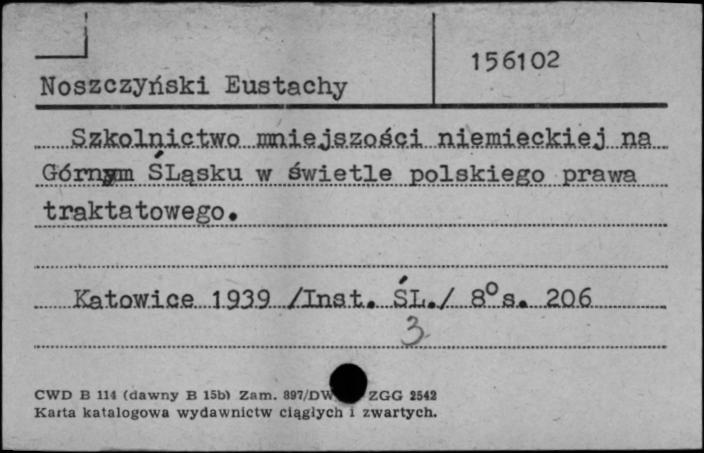 156102
Noszczyński Eustachy
Szkolnictwo mniejszości niemieckiej na
Górnym ŚLąsku w świetle polskiego prawa
traktatowego.
Katowice 1939 /Inst. ŚL./ 8° s. 206
3
CWD B 114 (dawny B 15b) Zam. 897/DW ZGG 2542
Karta katalogowa wydawnictw ciągłych i zwartych.